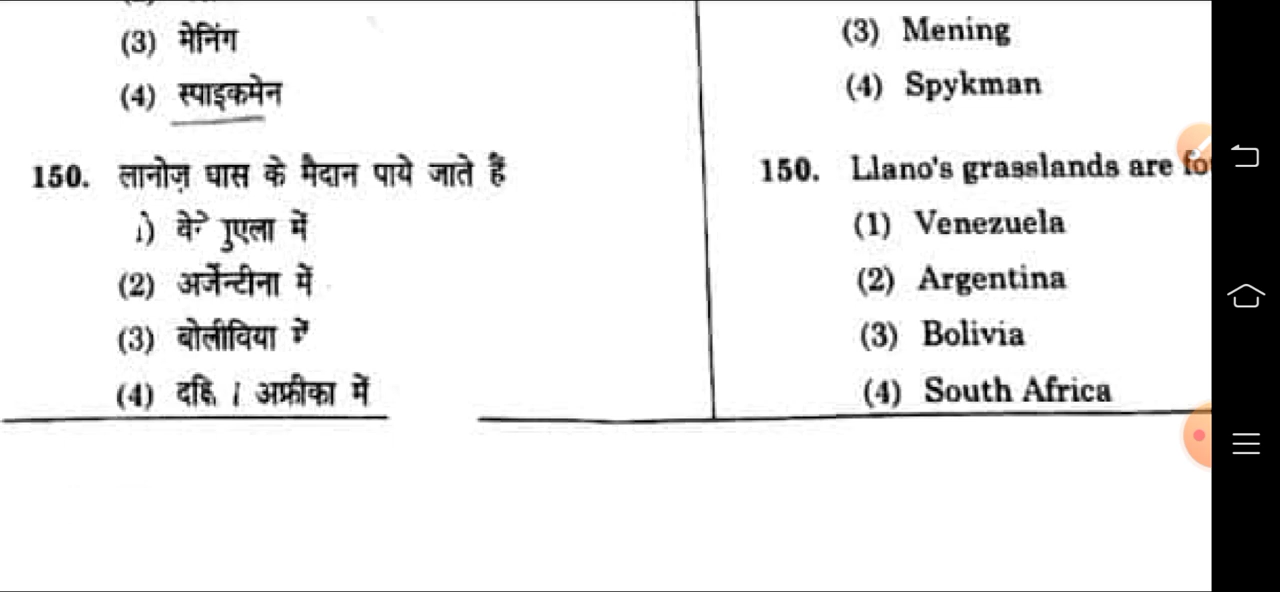 (3) मेनिंग
(4) स्पाइकमेन
150. लानोज़ घास के मैदान पाये जाते हैं
में
(2) अर्जेन्टीना में
(3) बोलीविया में
(4) अफ्रीका में
(3) Mening
(4) Spykman
150. Llano's grasslands are
(1) Venezuela
(2) Argentina
(3) Bolivia
(4) South Africa